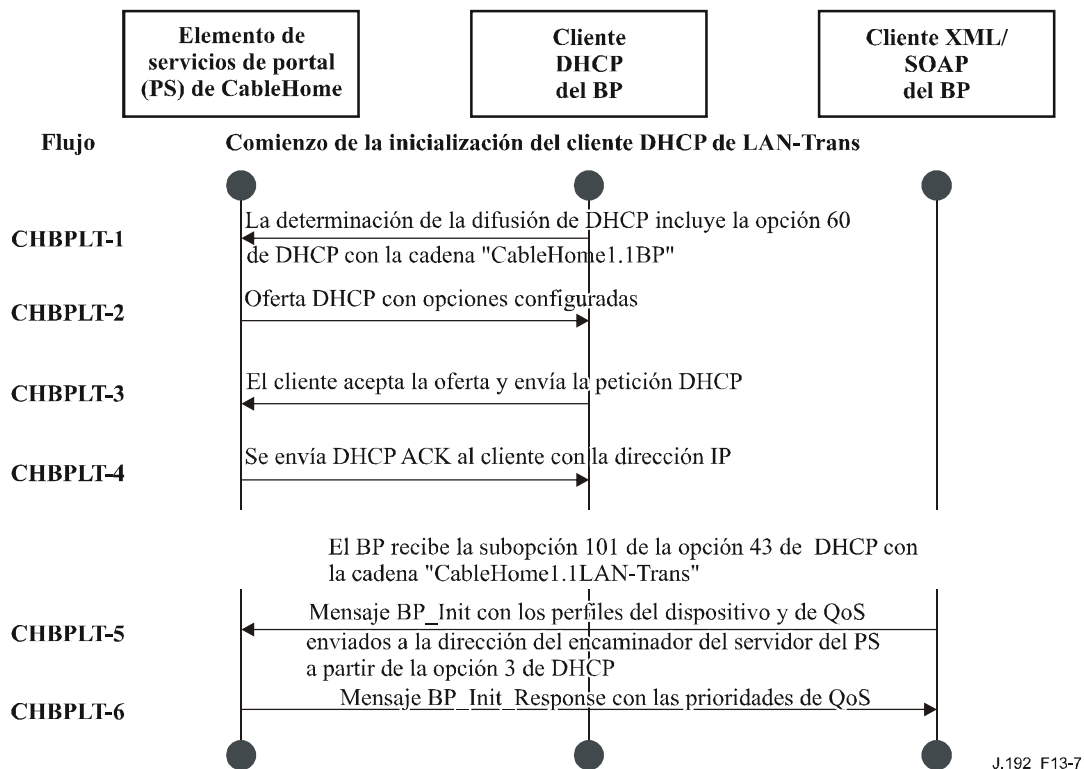 Elemento de
servicios de portal
(PS) de CableHome
Cliente
DHCP
del BP
Cliente XML/
SOAP
del BP
Flujo
Comienzo de la inicialización del cliente DHCP de LAN-Trans
CHBPLT-1
La determinación de la difusión de DHCP incluye la opción 60
de DHCP con la cadena "CableHome1.1BP"
CHBPLT-2
Oferta DHCP con opciones configuradas
CHBPLT-3
El cliente acepta la oferta y envía la petición DHCP
CHBPLT-4
Se envía DHCP ACK al cliente con la dirección IP
El BP recibe la subopción 101 de la opción 43 de DHCP con
la cadena "CableHome1.1LAN-Trans"
CHBPLT-5
Mensaje BP_Init con los perfiles del dispositivo y de QoS
enviados a la dirección del encaminador del servidor del PS
a partir de la opción 3 de DHCP
CHBPLT-6
Mensaje BP_Init_Response con las prioridades de QoS
J.192_F13-7